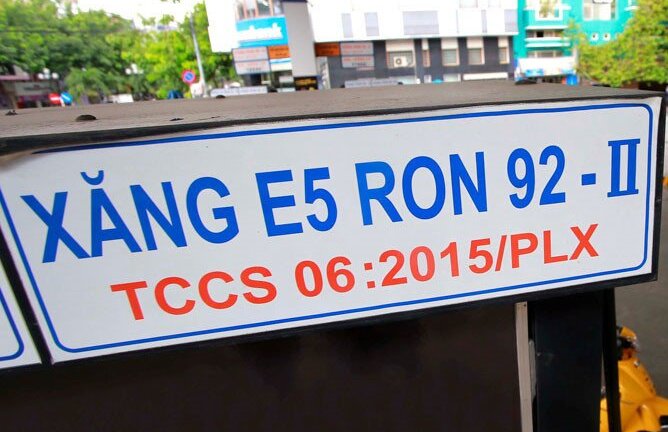 XĂNG E5 RON 92 - II
TCCS 06:2015/PLX